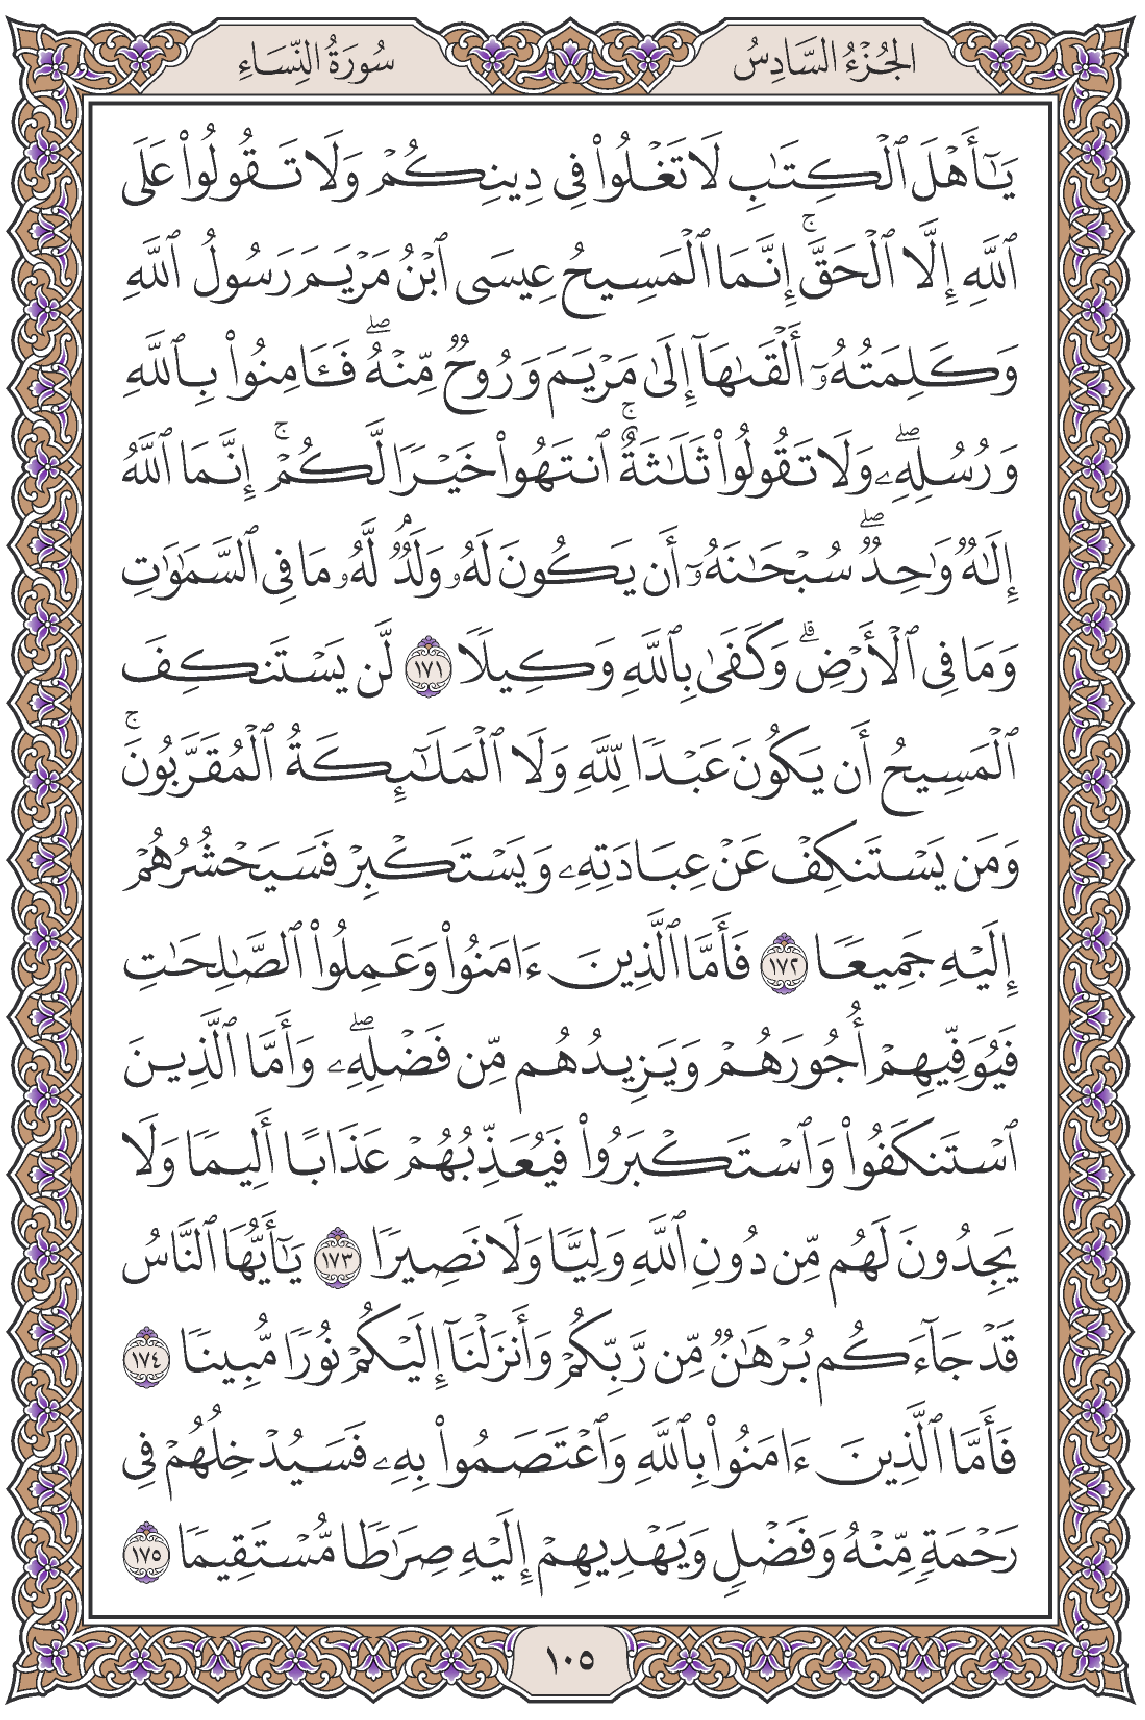 الجُزْءُ السَّادِسُ
سُورَةُ النِّسَاءِ
يَـٰٓأَهْلَ ٱلْكِتَـٰبِ لَا تَغْلُوا۟ فِى دِينِكُمْ وَلَا تَقُولُوا۟ عَلَى
ٱللَّهِ إِلَّا ٱلْحَقَّ ۚ إِنَّمَا ٱلْمَسِيحُ عِيسَى ٱبْنُ مَرْيَمَ رَسُولُ ٱللَّهِ
وَكَلِمَتُهُۥٓ أَلْقَىٰهَآ إِلَىٰ مَرْيَمَ وَرُوحٌ مِّنْهُ ۖ فَـَٔامِنُوا۟ بِٱللَّهِ
وَرُسُلِهِۦ ۖ وَلَا تَقُولُوا۟ ثَلَـٰثَةٌ ۚ ٱنتَهُوا۟ خَيْرًا لَّكُمْ ۚ إِنَّمَا ٱللَّهُ
إِلَـٰهٌ وَٰحِدٌ ۖ سُبْحَـٰنَهُۥٓ أَن يَكُونَ لَهُۥ وَلَدٌ ۘ لَّهُۥ مَا فِى ٱلسَّمَـٰوَٰتِ
وَمَا فِى ٱلْأَرْضِ ۗ وَكَفَىٰ بِٱللَّهِ وَكِيلًا ١٧١ لَّن يَسْتَنكِفَ
ٱلْمَسِيحُ أَن يَكُونَ عَبْدًا لِّلَّهِ وَلَا ٱلْمَلَـٰٓئِكَةُ ٱلْمُقَرَّبُونَ ۚ
وَمَن يَسْتَنكِفْ عَنْ عِبَادَتِهِۦ وَيَسْتَكْبِرْ فَسَيَحْشُرُهُمْ
إِلَيْهِ جَمِيعًا ١٧٢ فَأَمَّا ٱلَّذِينَ ءَامَنُوا۟ وَعَمِلُوا۟ ٱلصَّـٰلِحَـٰتِ
فَيُوَفِّيهِمْ أُجُورَهُمْ وَيَزِيدُهُم مِّن فَضْلِهِۦ ۖ وَأَمَّا ٱلَّذِينَ
ٱسْتَنكَفُوا۟ وَٱسْتَكْبَرُوا۟ فَيُعَذِّبُهُمْ عَذَابًا أَلِيمًا وَلَا
يَجِدُونَ لَهُم مِّن دُونِ ٱللَّهِ وَلِيًّا وَلَا نَصِيرًا ١٧٣ يَـٰٓأَيُّهَا ٱلنَّاسُ
قَدْ جَآءَكُم بُرْهَـٰنٌ مِّن رَّبِّكُمْ وَأَنزَلْنَآ إِلَيْكُمْ نُورًا مُّبِينًا ١٧٤
فَأَمَّا ٱلَّذِينَ ءَامَنُوا۟ بِٱللَّهِ وَٱعْتَصَمُوا۟ بِهِۦ فَسَيُدْخِلُهُمْ فِى
رَحْمَةٍ مِّنْهُ وَفَضْلٍ وَيَهْدِيهِمْ إِلَيْهِ صِرَٰطًا مُّسْتَقِيمًا ١٧٥
١٠٥